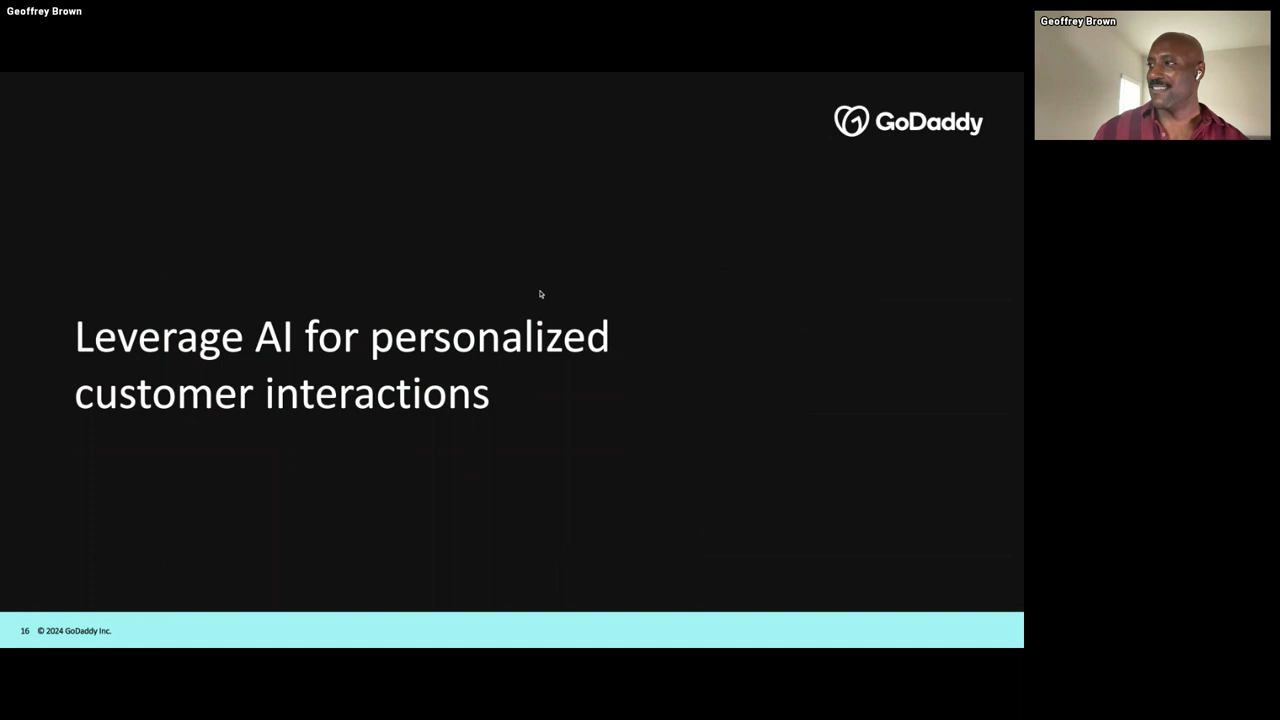 Geoffrey Brown
Geoffrey Brown
GoDaddy
Leverage AI for personalized
customer interactions
16 © 2024 GoDaddy Inc.